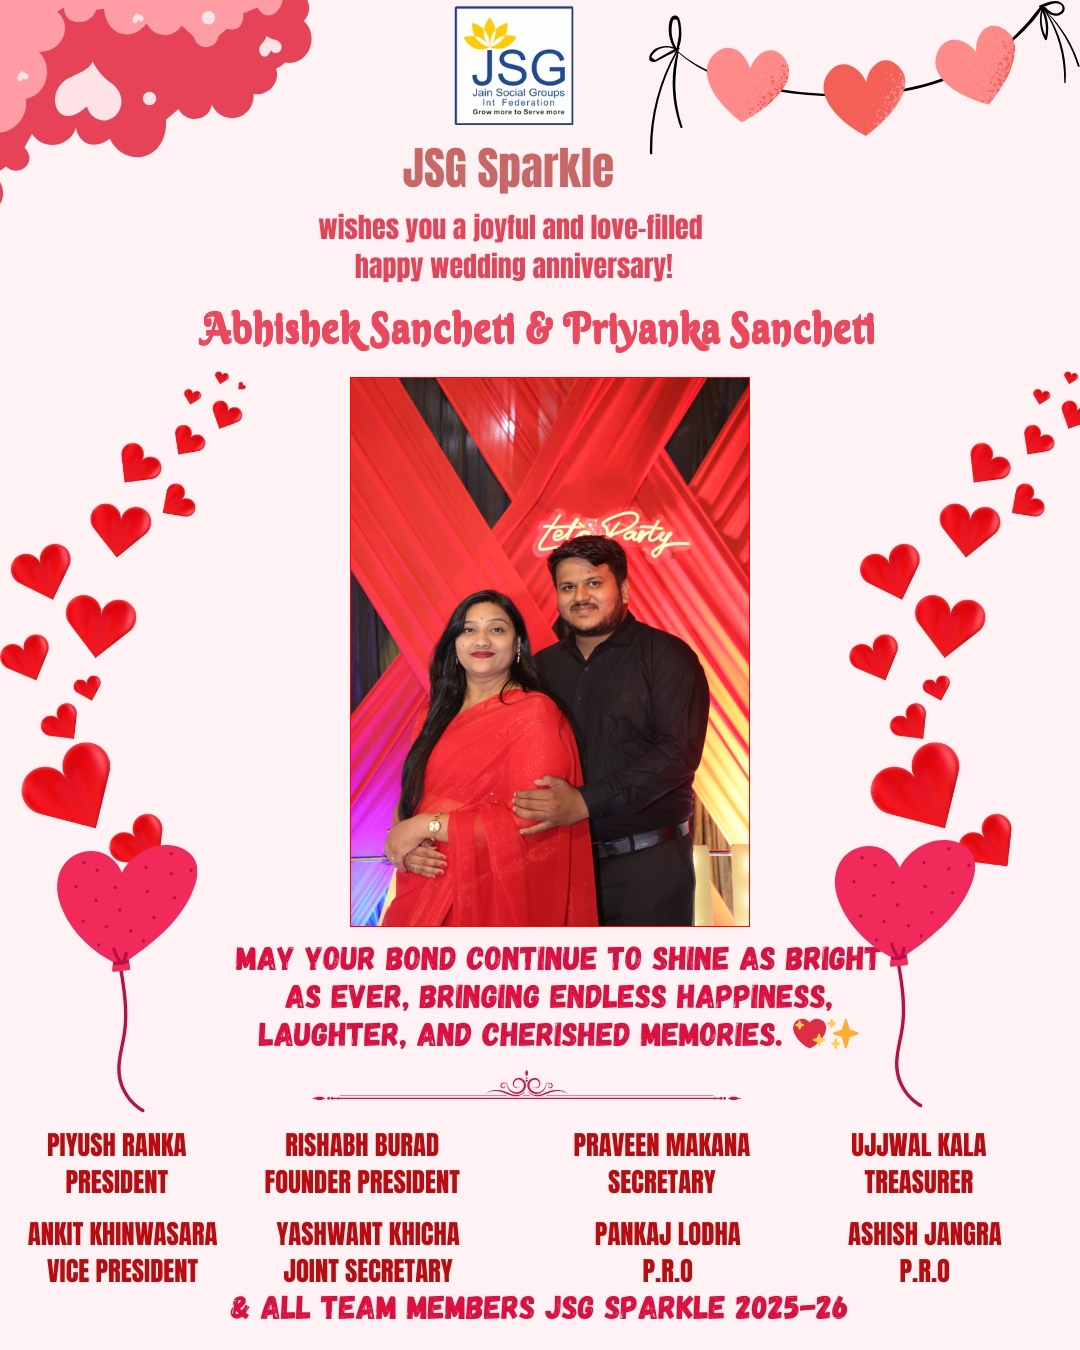 JSG
Jain Social Groups
Int Federation
Grow more to Serve more
JSG Sparkle
wishes you a joyful and love-filled
happy wedding anniversary!
Abhishek Sancheti & Priyanka Sancheti
Let's Party
MAY YOUR BOND CONTINUE TO SHINE AS BRIGHT
AS EVER, BRINGING ENDLESS HAPPINESS,
LAUGHTER, AND CHERISHED MEMORIES. 💖✨
PIYUSH RANKA
PRESIDENT
RISHABH BURAD
FOUNDER PRESIDENT
PRAVEEN MAKANA
SECRETARY
UJJWAL KALA
TREASURER
ANKIT KHINWASARA
VICE PRESIDENT
YASHWANT KHICHA
JOINT SECRETARY
PANKAJ LODHA
P.R.O
ASHISH JANGRA
P.R.O
& ALL TEAM MEMBERS JSG SPARKLE 2025-26